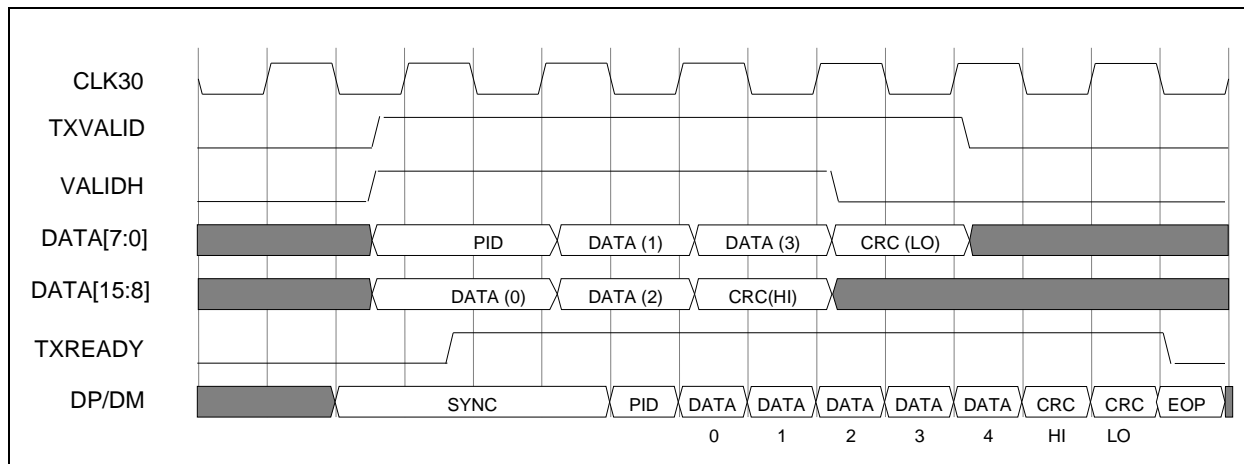 CLK30
TXVALID
VALIDH
DATA[7:0] PID DATA (1) DATA (3) CRC (LO)
DATA[15:8] DATA (0) DATA (2) CRC(HI)
TXREADY
DP/DM SYNC PID DATA DATA DATA DATA DATA CRC CRC EOP
0 1 2 3 4 HI LO